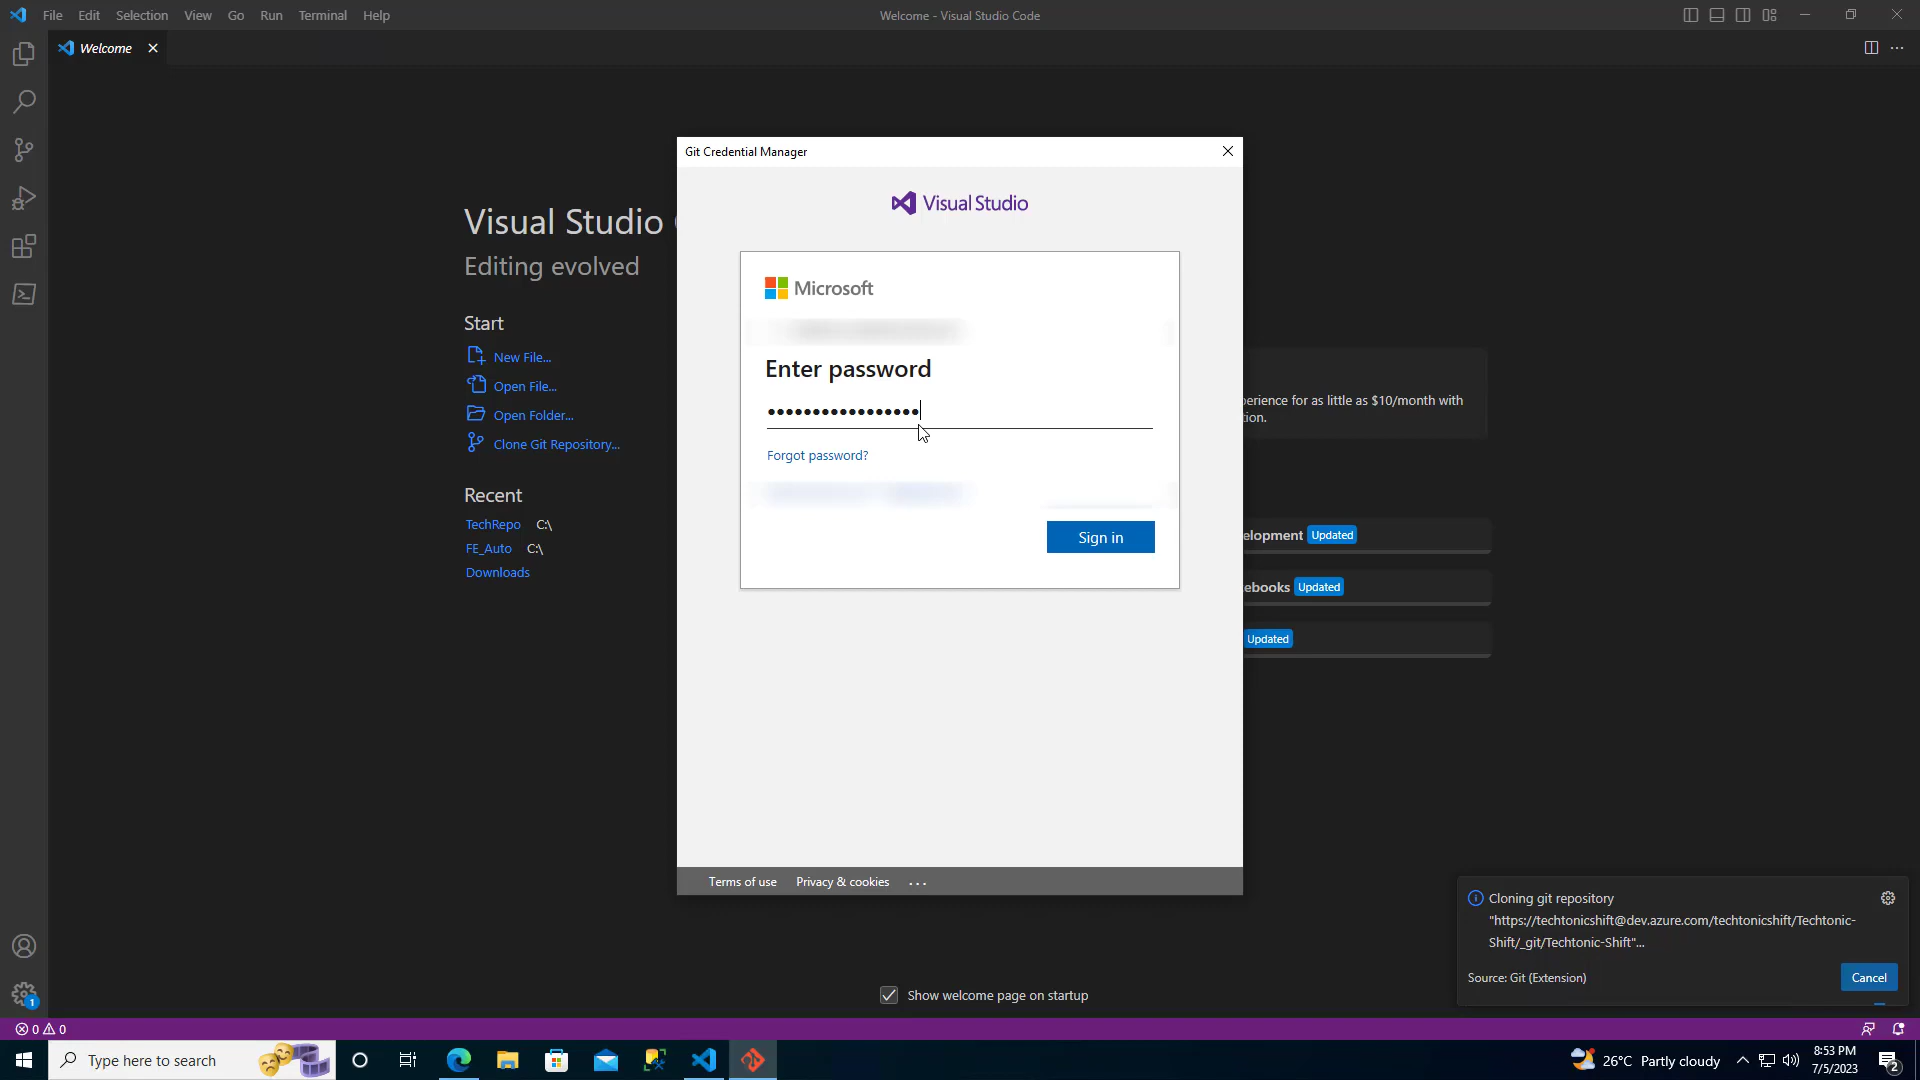 File Edit Selection View Go Run Terminal Help
Welcome - Visual Studio Code
Welcome
Git Credential Manager
Visual Studio
Microsoft
Enter password
Forgot password?
Sign in
Terms of use Privacy & cookies ...
Visual Studio
Editing evolved
Start
New File...
Open File...
Open Folder...
Clone Git Repository...
Recent
TechRepo C:\
FE_Auto C:\
Downloads
erience for as little as $10/month with
ion.
elopment Updated
ebooks Updated
Updated
Show welcome page on startup
Cloning git repository
"https://techtonicshift@dev.azure.com/techtonicshift/Techtonic-
Shift/_git/Techtonic-Shift"...
Source: Git (Extension)
Cancel
1
0 0
Type here to search
26°C Partly cloudy
8:53 PM
7/5/2023
2